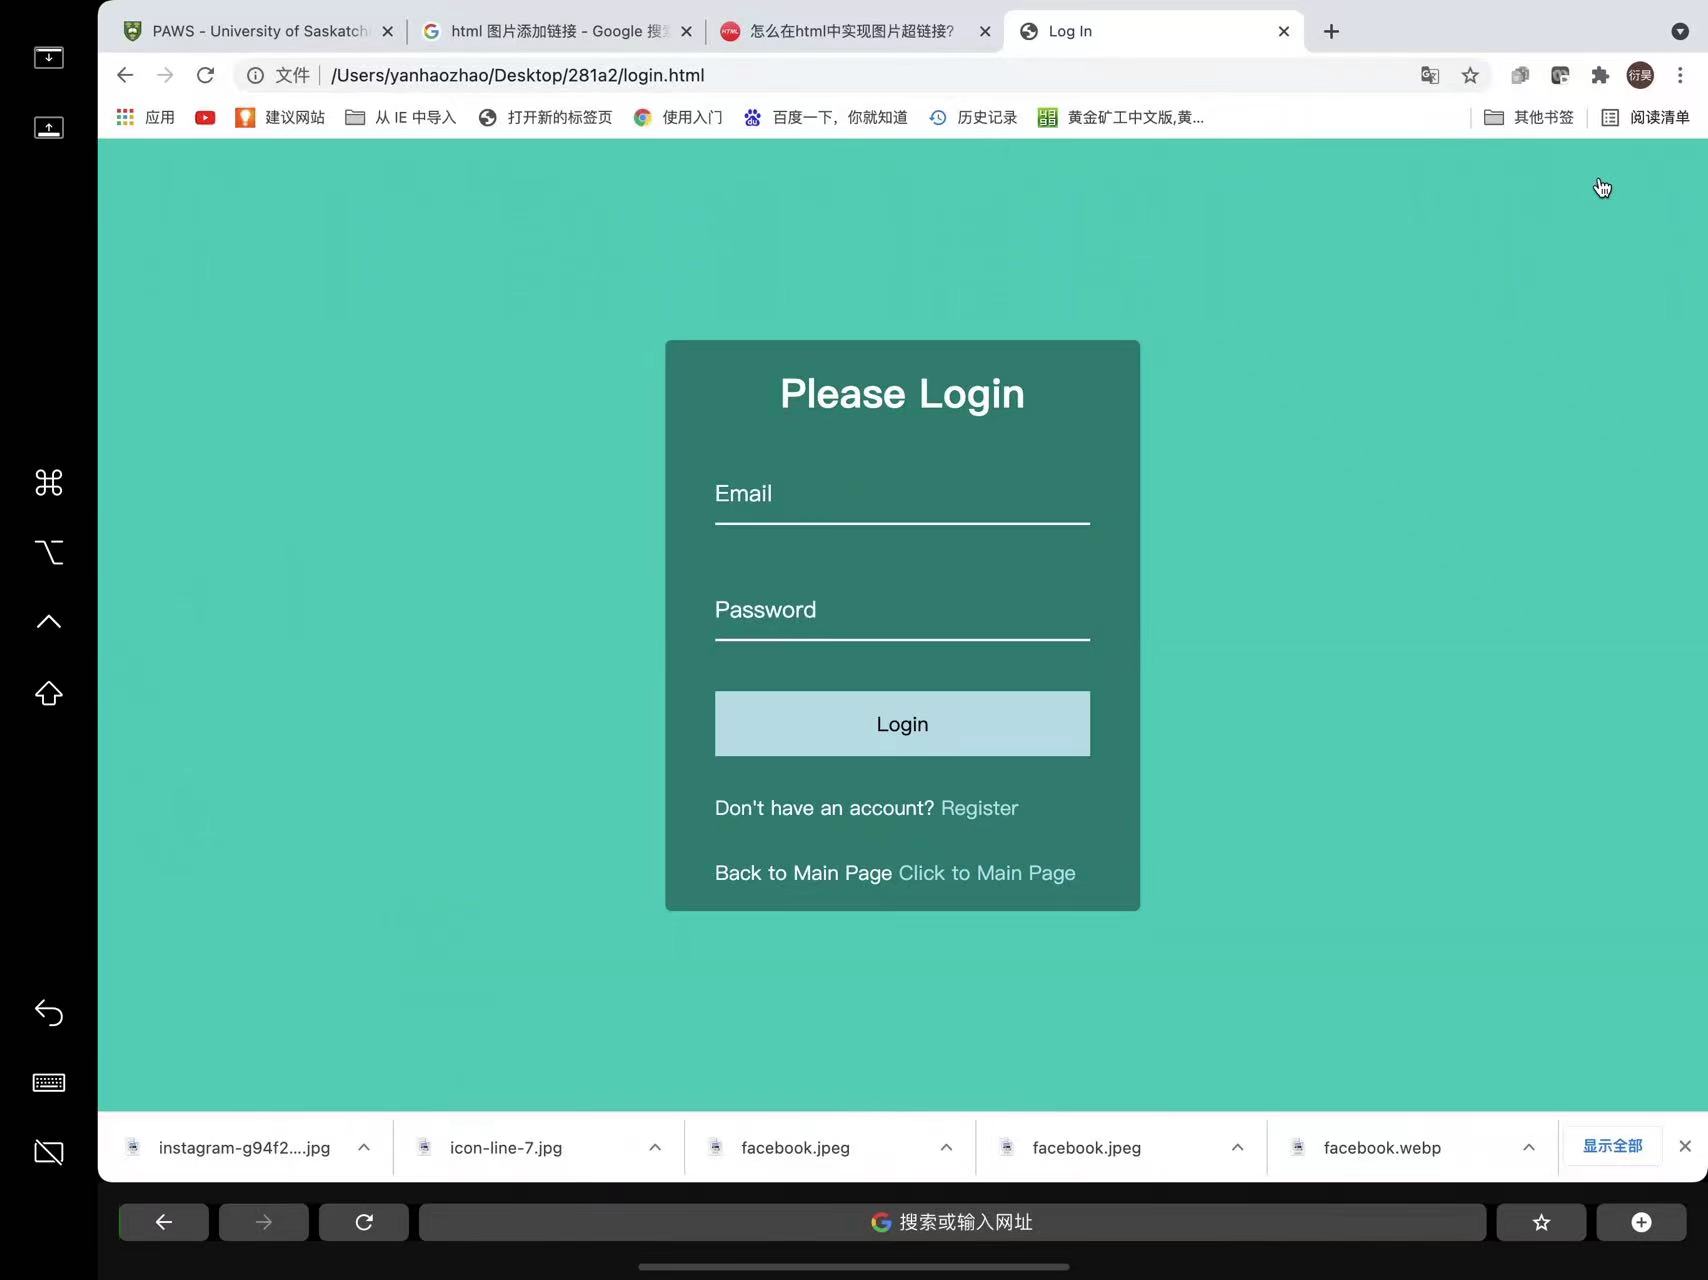 PAWS - University of Saskatch
html 图片添加链接 - Google 搜索
怎么在html中实现图片超链接?
Log In
文件 /Users/yanhaozhao/Desktop/281a2/login.html
衍昊
应用
建议网站
从 IE 中导入
打开新的标签页
使用入门
百度一下，你就知道
历史记录
黄金矿工中文版,黄...
其他书签
阅读清单
Please Login
Email
Password
Login
Don't have an account? Register
Back to Main Page Click to Main Page
instagram-g94f2....jpg
icon-line-7.jpg
facebook.jpeg
facebook.jpeg
facebook.webp
显示全部
搜索或输入网址